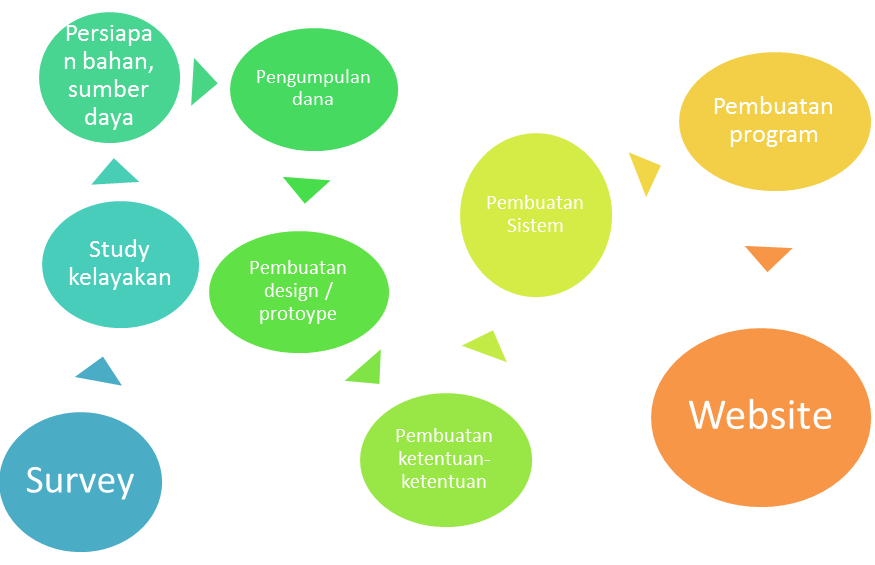 Survey
Study
kelayakan
Persiapa
n bahan,
sumber
daya
Pengumpulan
dana
Pembuatan
design /
protoype
Pembuatan
ketentuan-
ketentuan
Pembuatan
Sistem
Pembuatan
program
Website